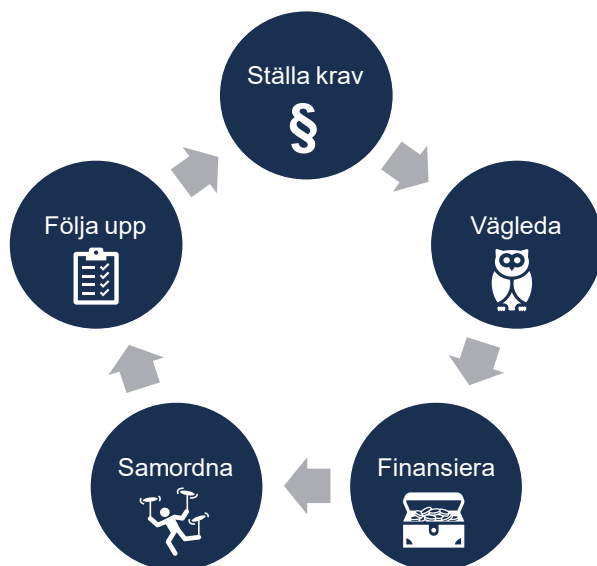 Ställa krav
§
Vägleda
Finansiera
Samordna
Följa upp